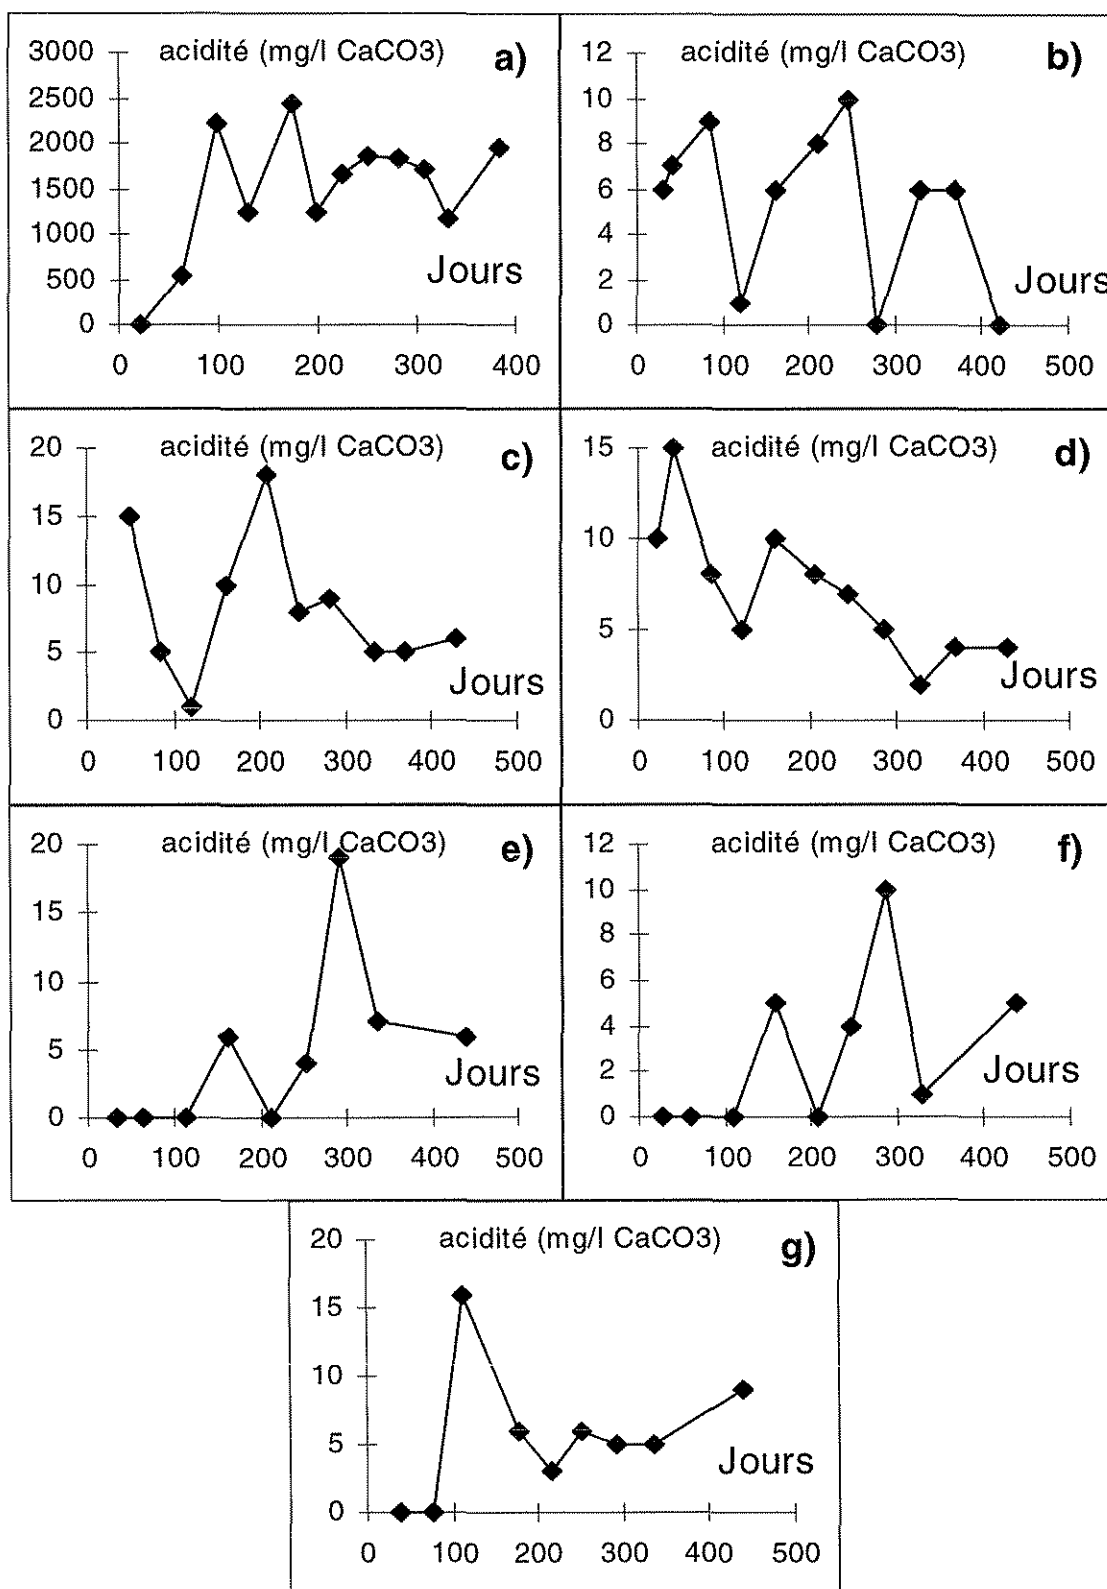 acidité (mg/l CaCO3) a)
3000
2500
2000
1500
1000
500
0
Jours
0 100 200 300 400
acidité (mg/l CaCO3) b)
12
10
8
6
4
2
0
Jours
0 100 200 300 400 500
acidité (mg/l CaCO3) c)
20
15
10
5
0
Jours
0 100 200 300 400 500
acidité (mg/l CaCO3) d)
15
10
5
0
Jours
0 100 200 300 400 500
acidité (mg/l CaCO3) e)
20
15
10
5
0
Jours
0 100 200 300 400 500
acidité (mg/l CaCO3) f)
12
10
8
6
4
2
0
Jours
0 100 200 300 400 500
acidité (mg/l CaCO3) g)
20
15
10
5
0
Jours
0 100 200 300 400 500